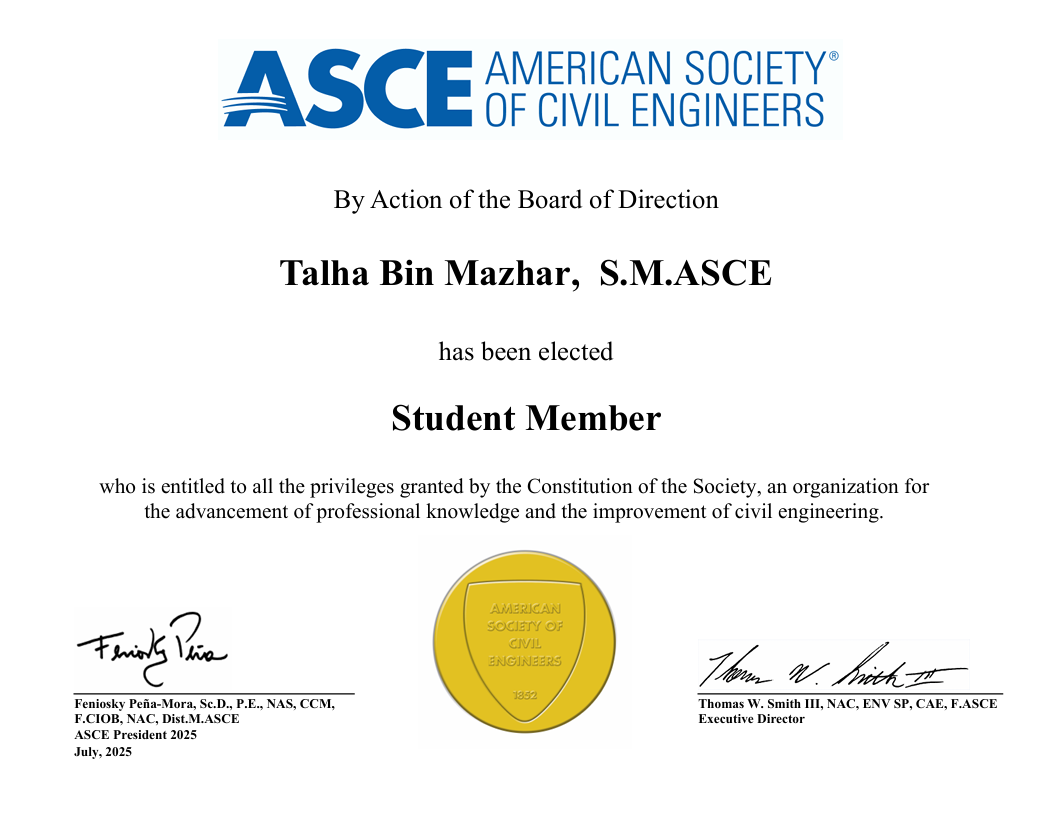 ASCE AMERICAN SOCIETY®
OF CIVIL ENGINEERS
By Action of the Board of Direction
Talha Bin Mazhar, S.M.ASCE
has been elected
Student Member
who is entitled to all the privileges granted by the Constitution of the Society, an organization for
the advancement of professional knowledge and the improvement of civil engineering.
AMERICAN
SOCIETY OF
CIVIL
ENGINEERS
1852
Feniosky Peña
Feniosky Peña-Mora, Sc.D., P.E., NAS, CCM,
F.CIOB, NAC, Dist.M.ASCE
ASCE President 2025
July, 2025
Thomas W. Smith III
Thomas W. Smith III, NAC, ENV SP, CAE, F.ASCE
Executive Director